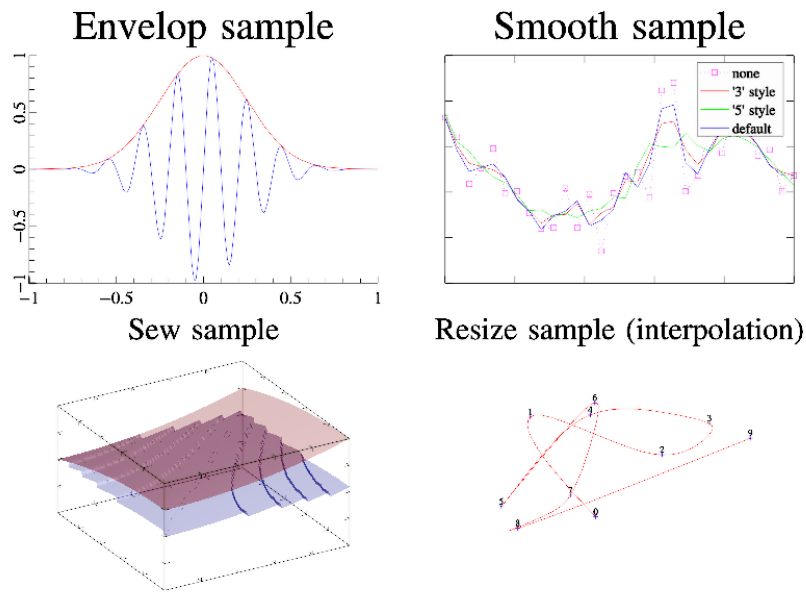 Envelop sample
Smooth sample
1
0.5
0
−0.5
−1
−1
−0.5
0
0.5
1
none
'3' style
'5' style
default
Sew sample
Resize sample (interpolation)
6
1
4
3
9
2
7
5
8
0